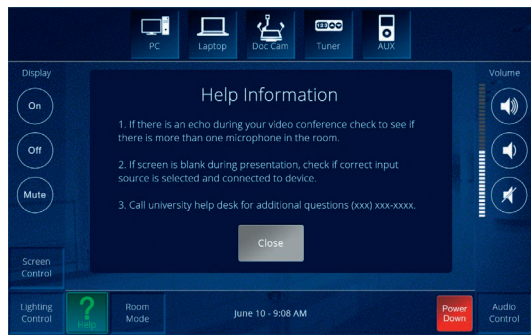 PC
Laptop
Doc Cam
Tuner
AUX
Display
Volume
On
Off
Mute
Help Information
1. If there is an echo during your video conference check to see if
there is more than one microphone in the room.
2. If screen is blank during presentation, check if correct input
source is selected and connected to device.
3. Call university help desk for additional questions (xxx) xxx-xxxx.
Close
Screen
Control
Lighting
Control
?
Help
Room
Mode
June 10 - 9:08 AM
Power
Down
Audio
Control